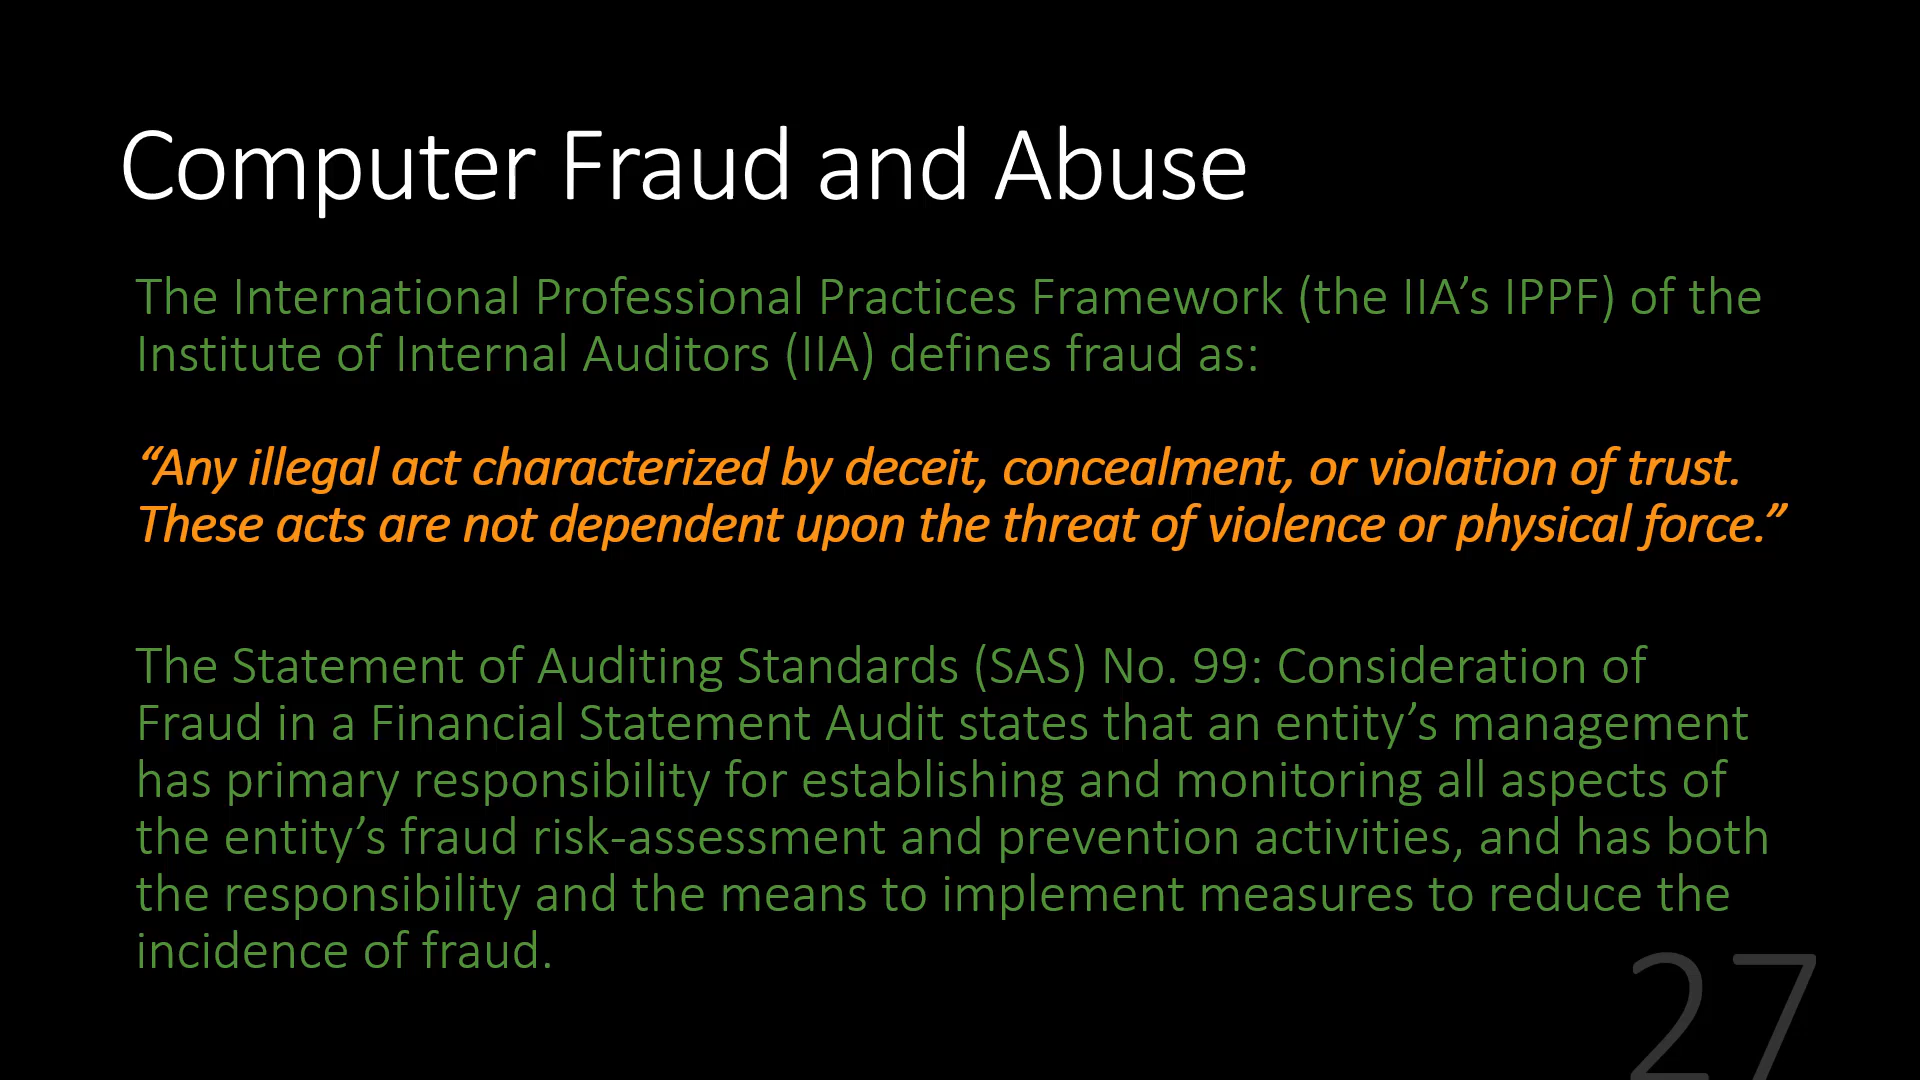 Computer Fraud and Abuse
The International Professional Practices Framework (the IIA’s IPPF) of the
Institute of Internal Auditors (IIA) defines fraud as:
“Any illegal act characterized by deceit, concealment, or violation of trust.
These acts are not dependent upon the threat of violence or physical force.”
The Statement of Auditing Standards (SAS) No. 99: Consideration of
Fraud in a Financial Statement Audit states that an entity’s management
has primary responsibility for establishing and monitoring all aspects of
the entity’s fraud risk-assessment and prevention activities, and has both
the responsibility and the means to implement measures to reduce the
incidence of fraud.
27